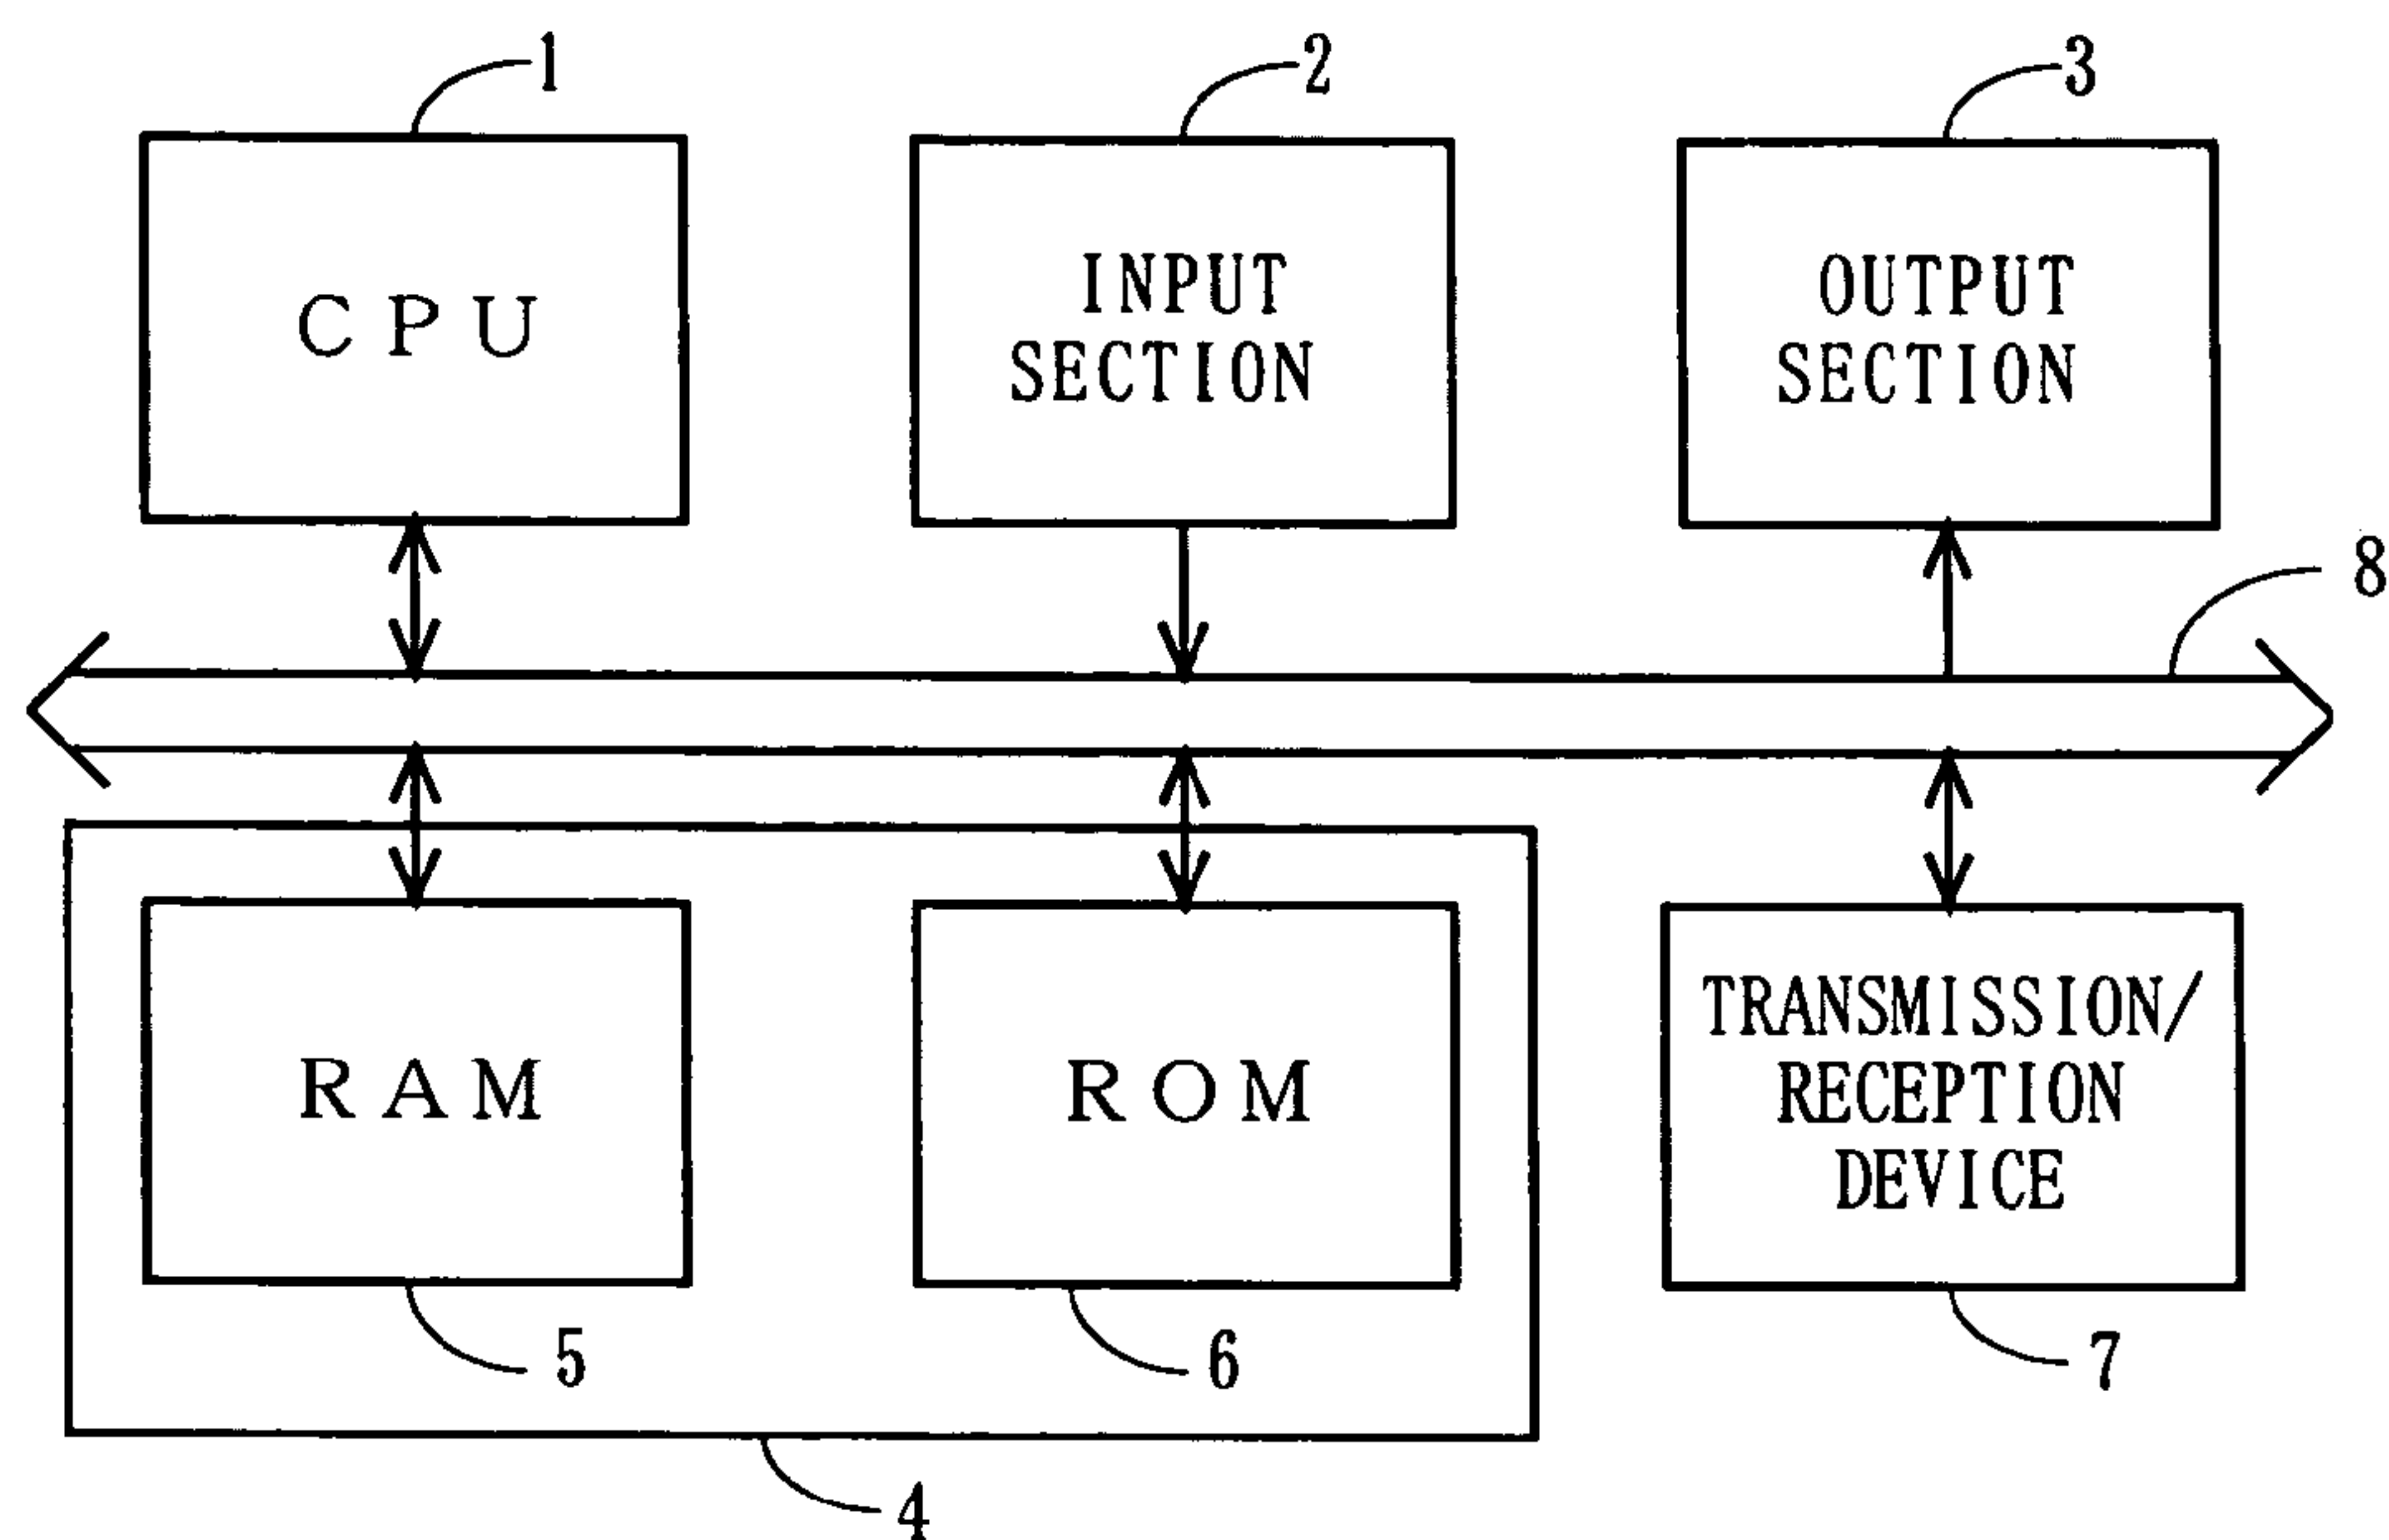 1
2
3
CPU
INPUT
SECTION
OUTPUT
SECTION
8
RAM
ROM
TRANSMISSION/
RECEPTION
DEVICE
5
6
7
4